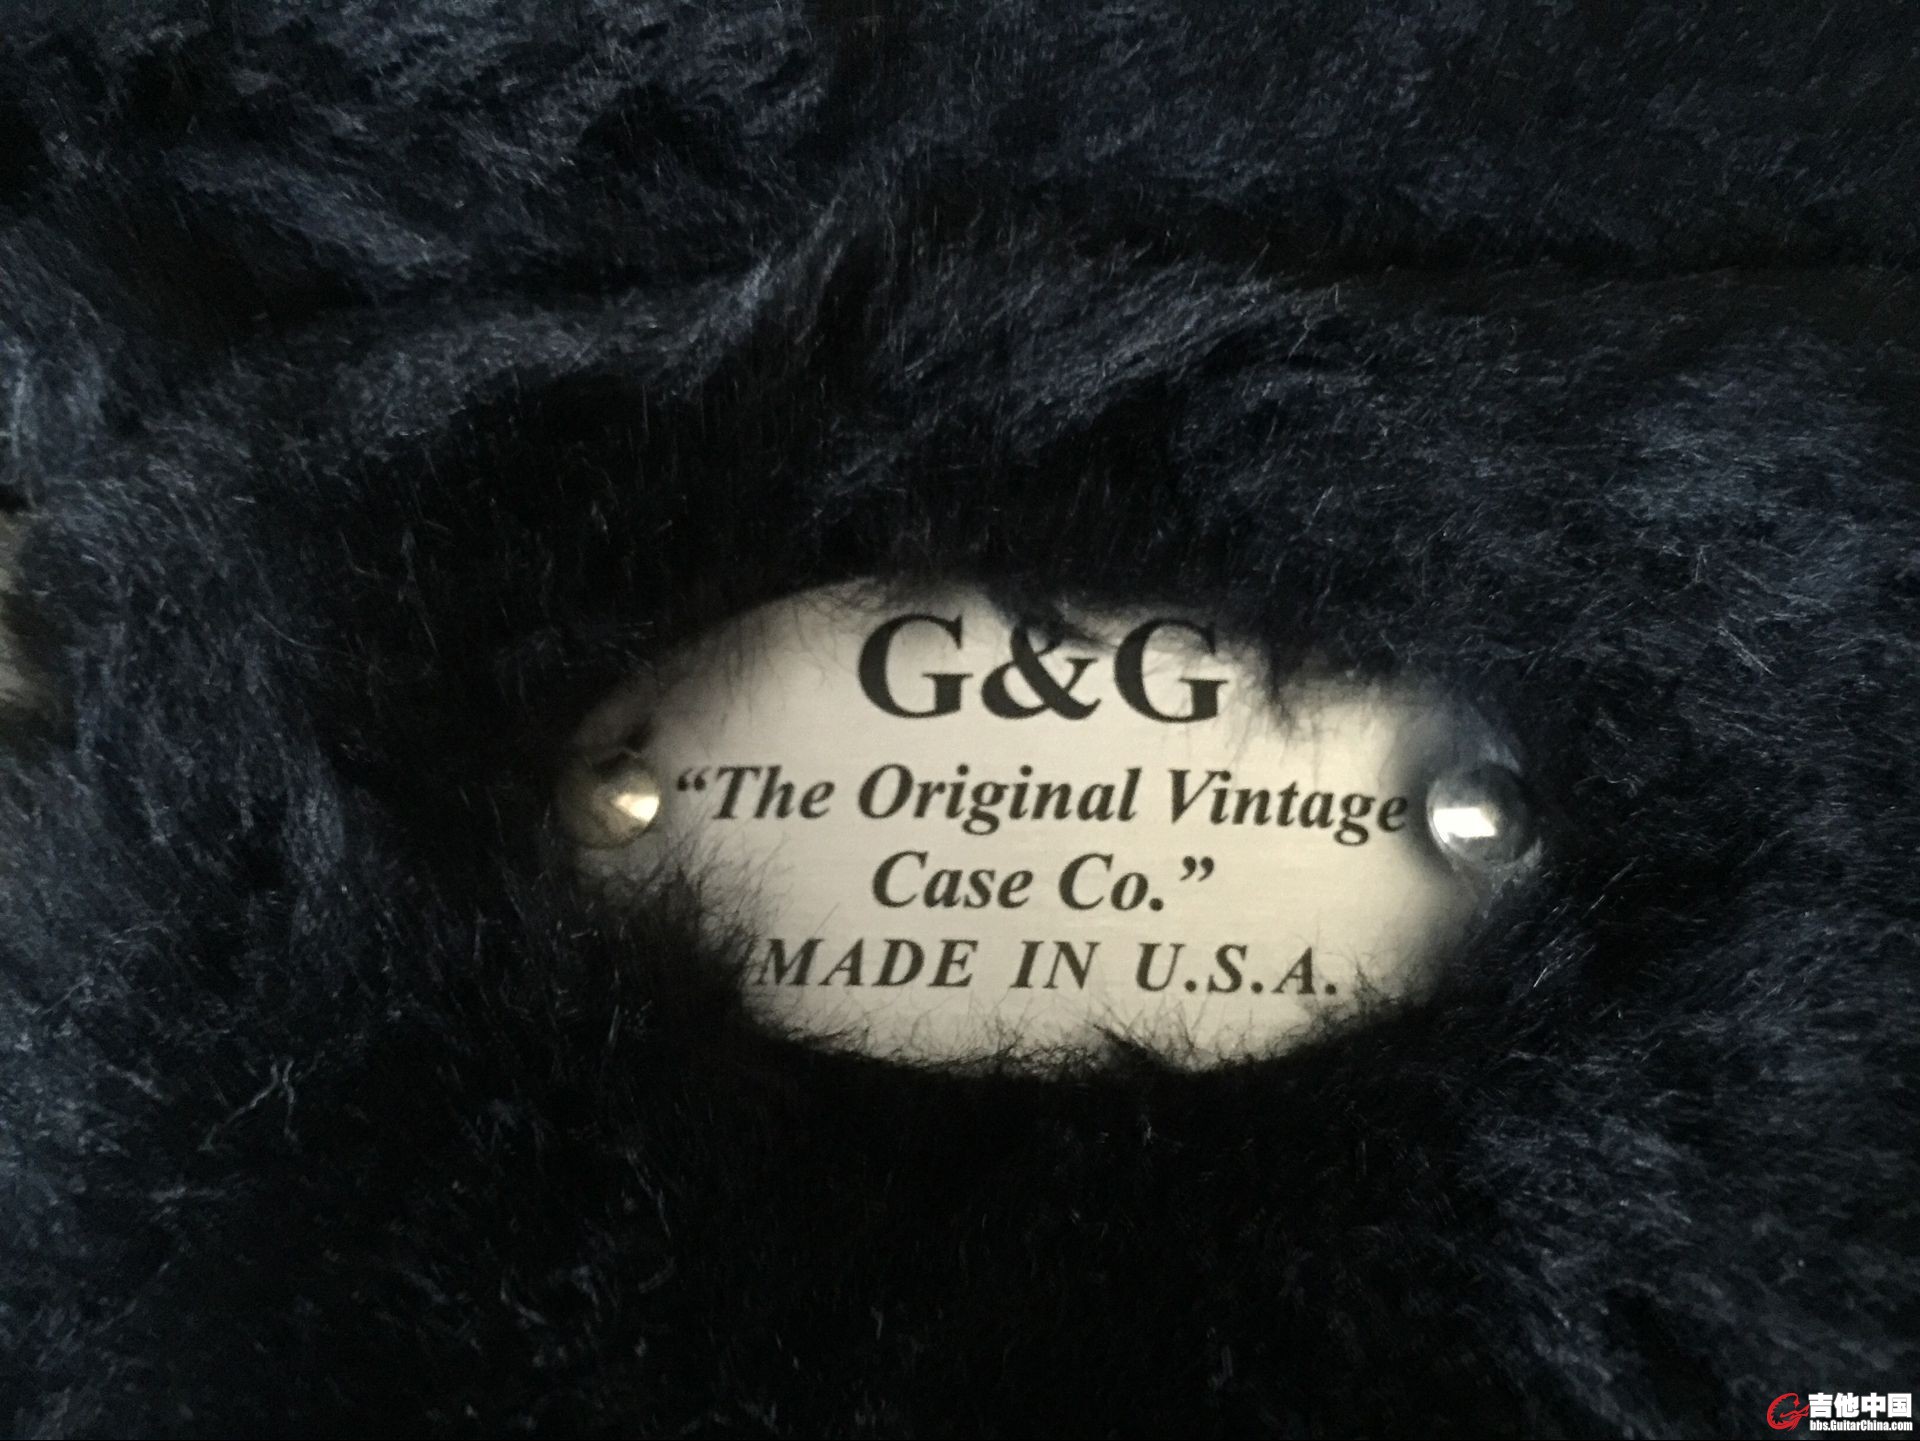 G&G
“The Original Vintage
Case Co.”
MADE IN U.S.A.
吉他中国
bbs.GuitarChina.com